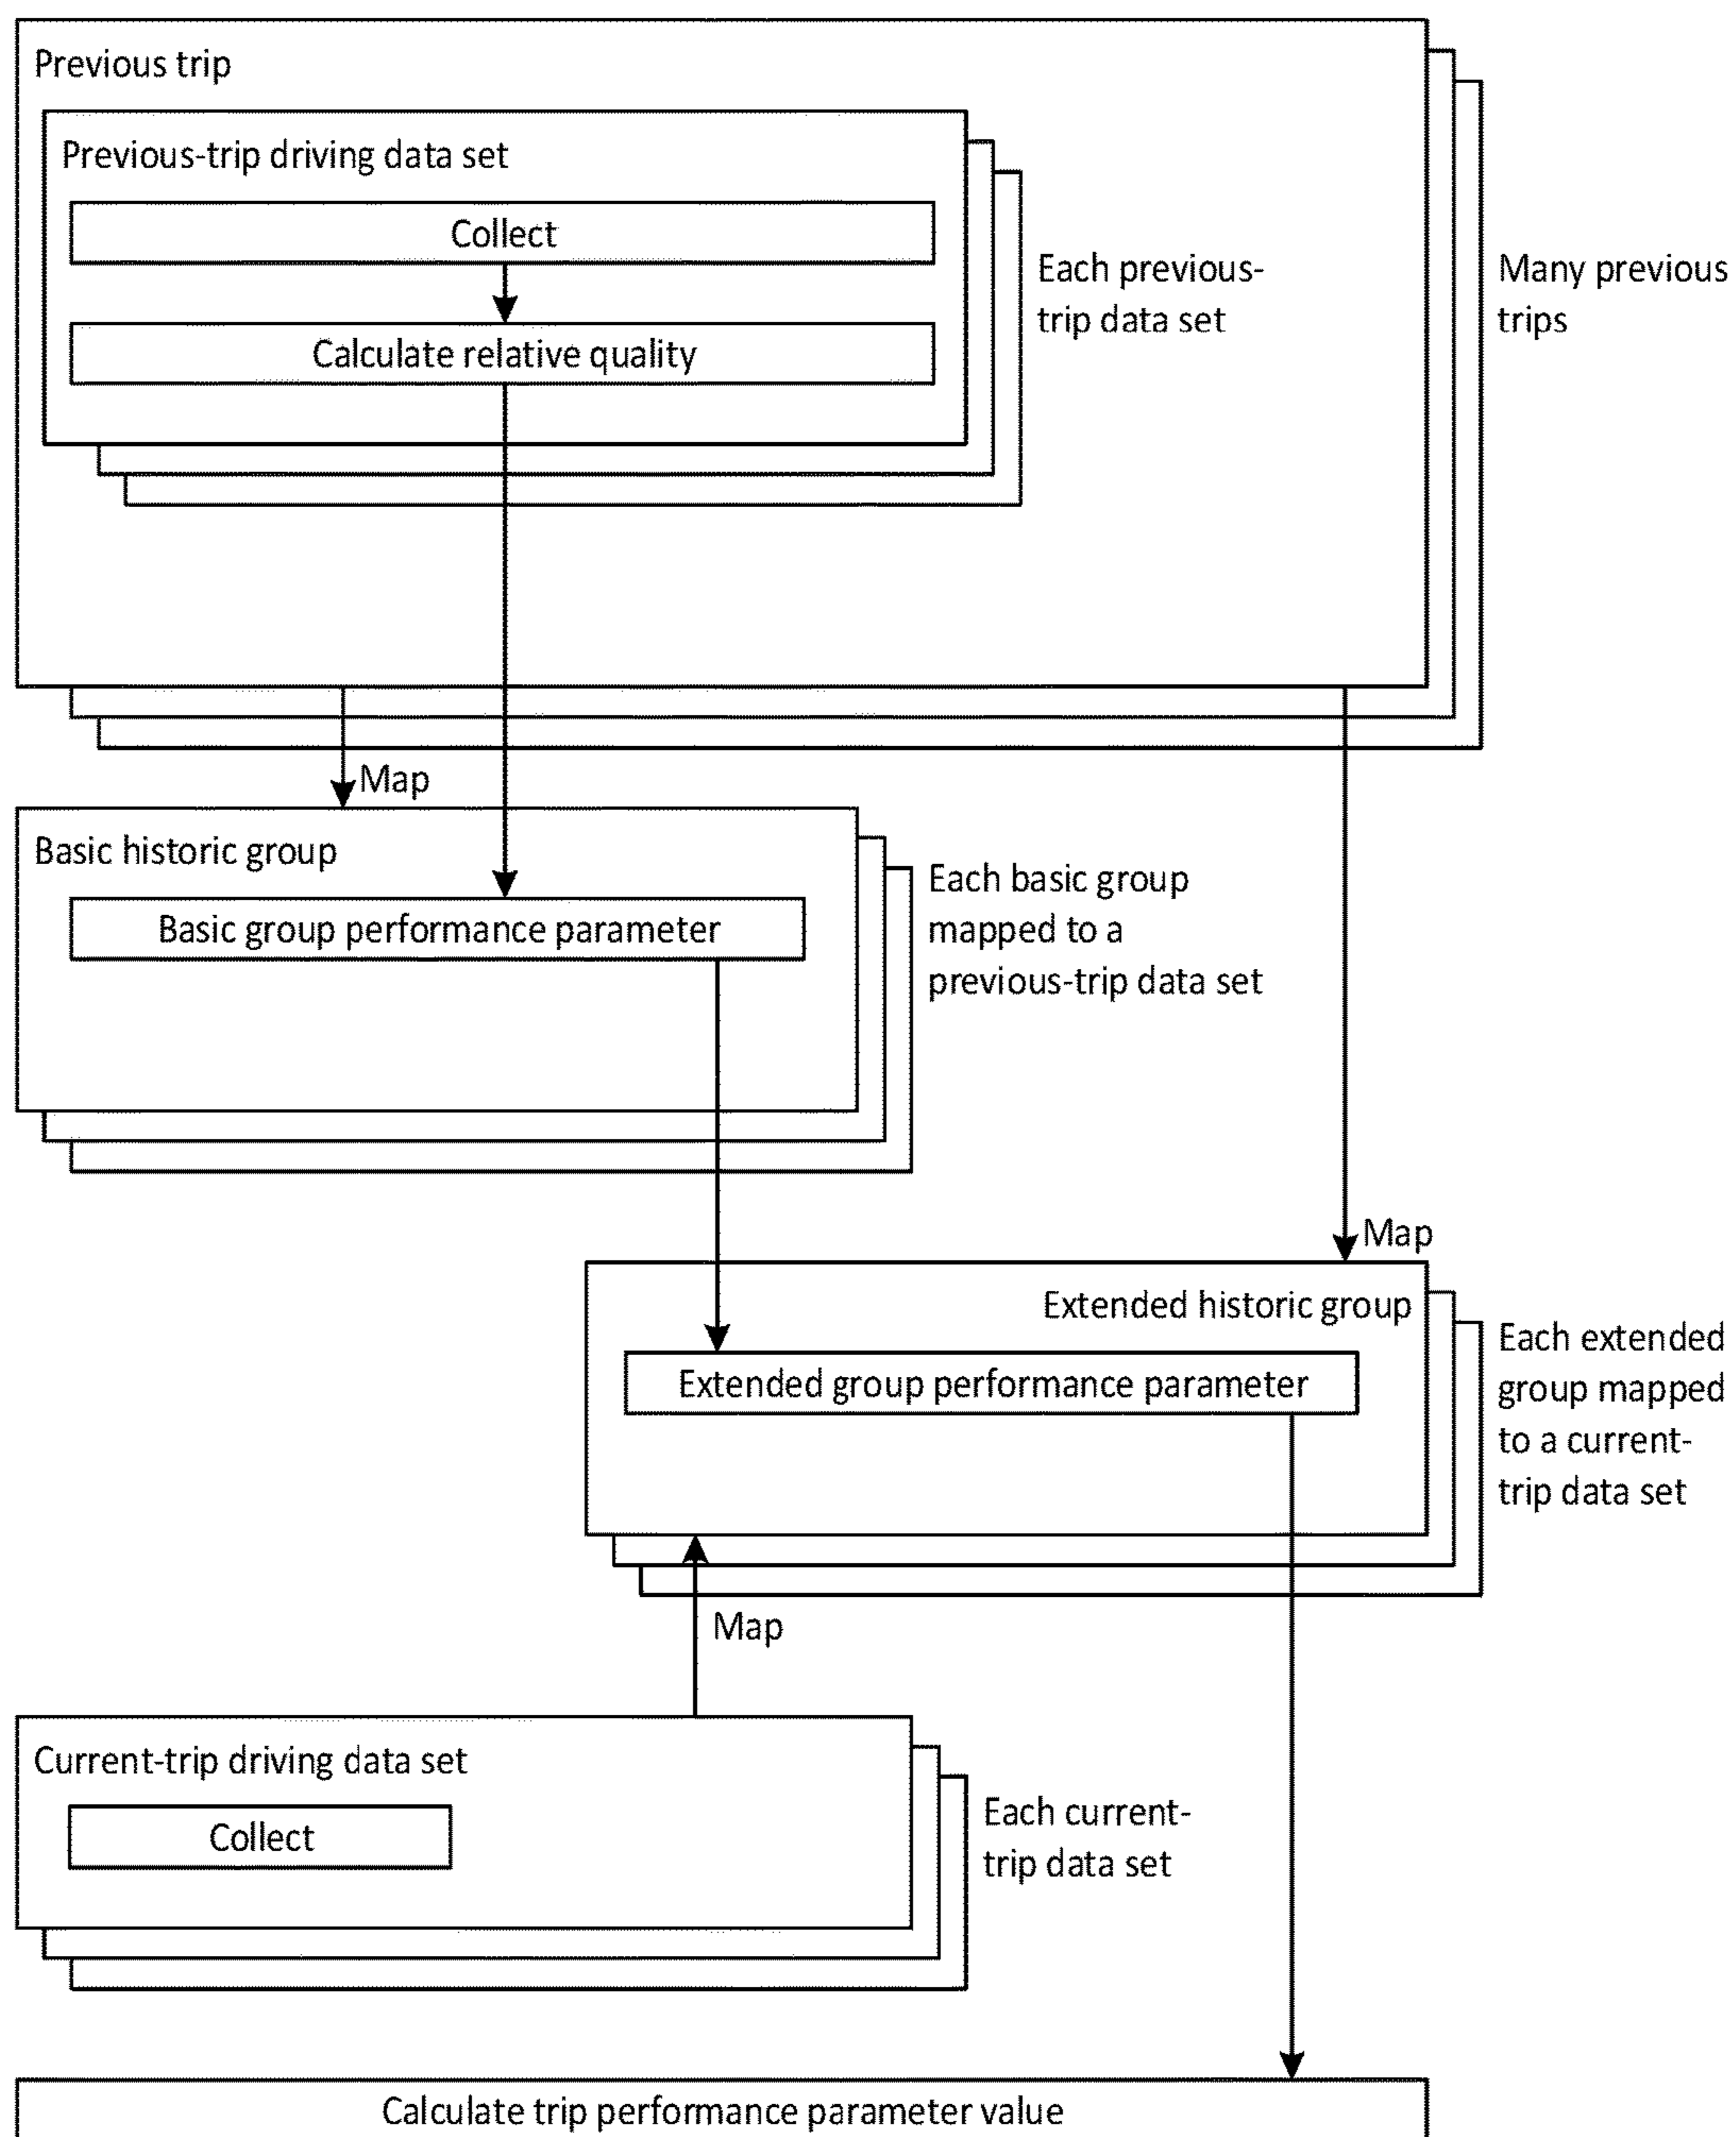 Previous trip
Previous-trip driving data set
Collect
Calculate relative quality
Each previous-
trip data set
Many previous
trips
Map
Basic historic group
Basic group performance parameter
Each basic group
mapped to a
previous-trip data set
Map
Extended historic group
Extended group performance parameter
Each extended
group mapped
to a current-
trip data set
Map
Current-trip driving data set
Collect
Each current-
trip data set
Calculate trip performance parameter value